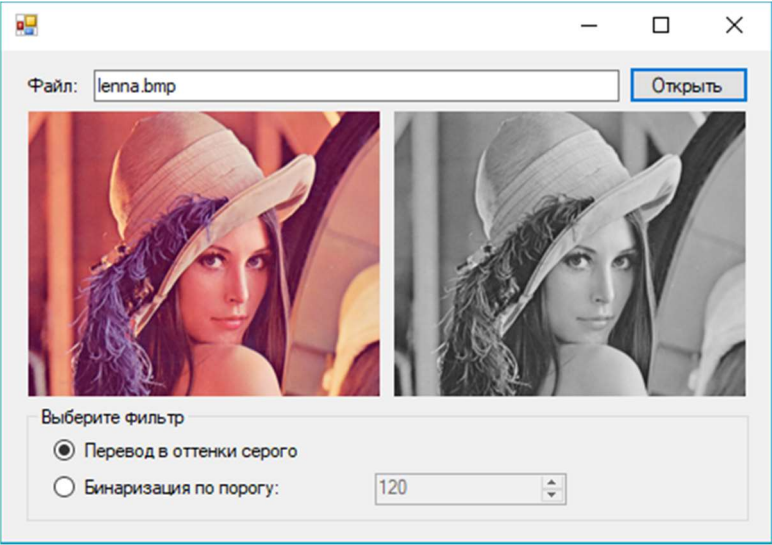 Файл: lenna.bmp Открыть
Выберите фильтр
Перевод в оттенки серого
Бинаризация по порогу: 120